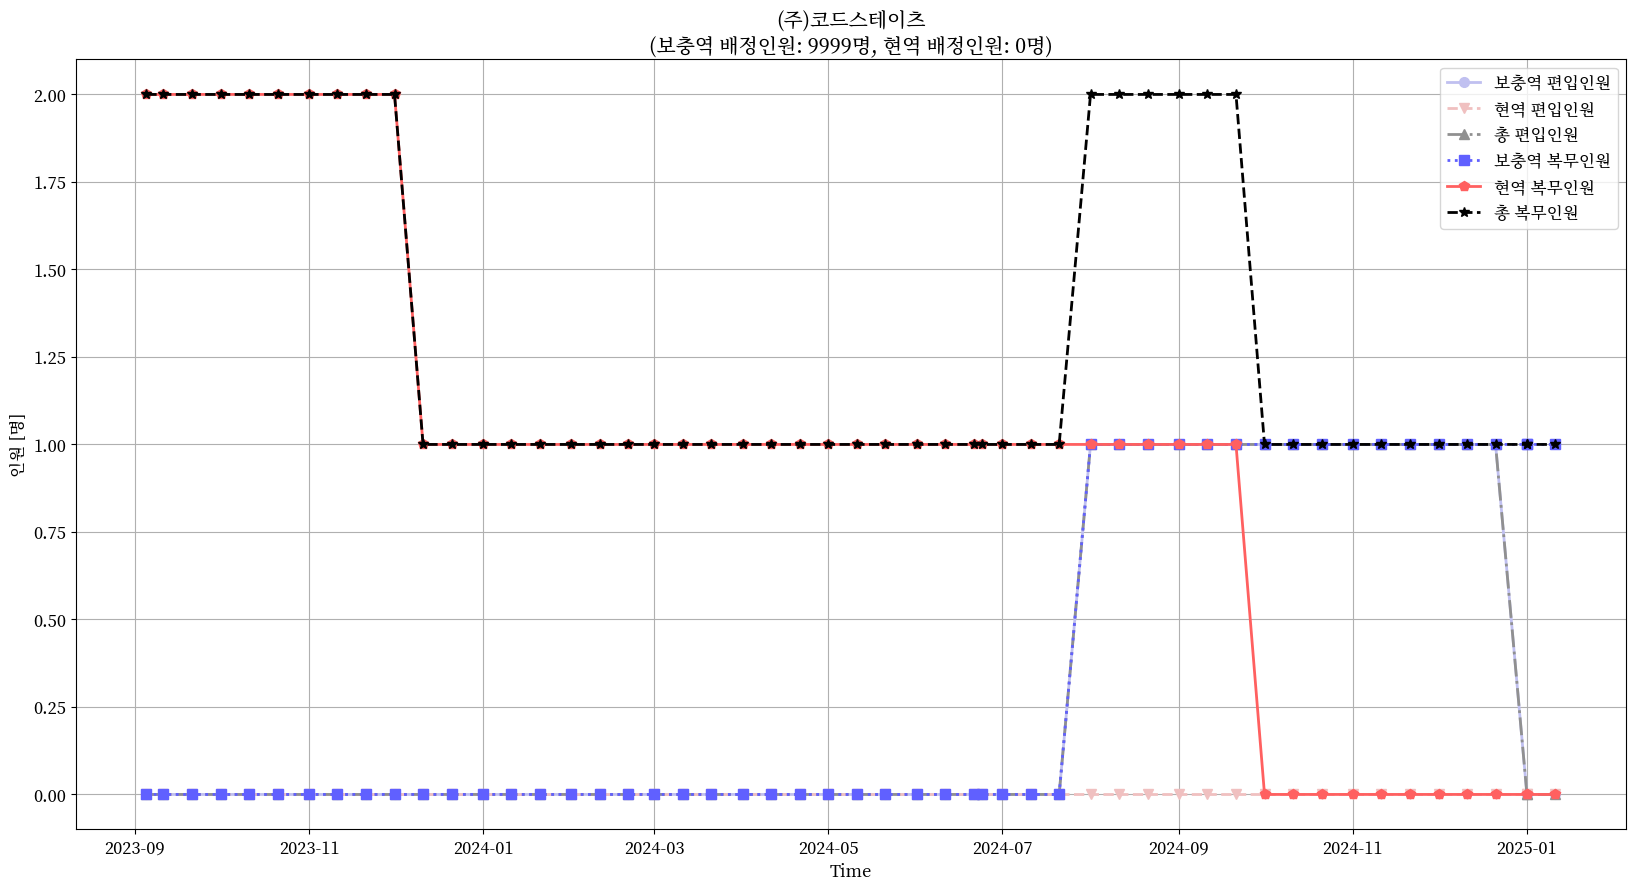 (주)코드스테이츠
(보충역 배정인원: 9999명, 현역 배정인원: 0명)
보충역 편입인원
현역 편입인원
총 편입인원
보충역 복무인원
현역 복무인원
총 복무인원
인원 [명]
2.00
1.75
1.50
1.25
1.00
0.75
0.50
0.25
0.00
2023-09
2023-11
2024-01
2024-03
2024-05
2024-07
2024-09
2024-11
2025-01
Time